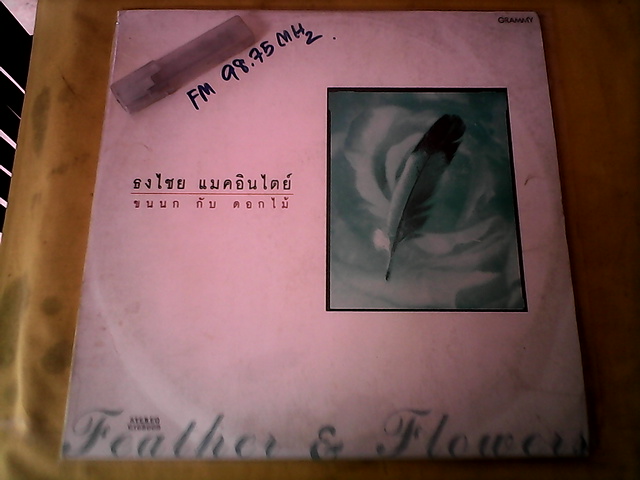 GRAMMY
FM 98.75 MHz.
ธงไชย แมคอินไตย์
ขนนก กับ ดอกไม้
STEREO
Feather & Flowers